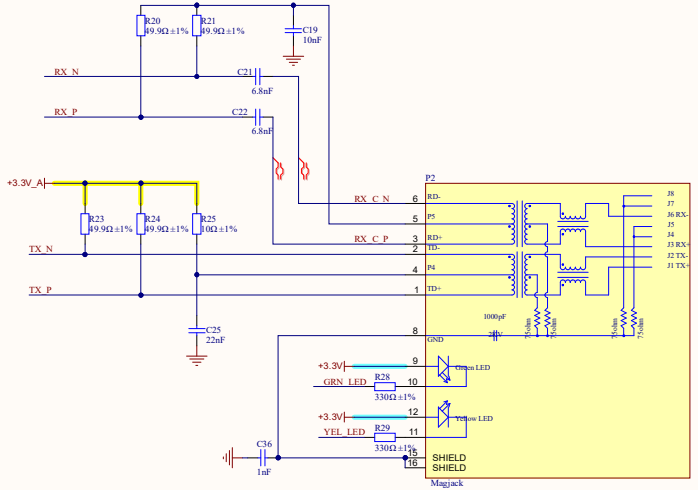 R20
49.9Ω±1%
R21
49.9Ω±1%
C19
10nF
RX_N
C21
6.8nF
RX_P
C22
6.8nF
+3.3V_A
R23
49.9Ω±1%
R24
49.9Ω±1%
R25
10Ω±1%
TX_N
TX_P
C25
22nF
RX_C_N
RX_C_P
P2
6 RD-
5 P5
3 RD+
2 TD-
4 P4
1 TD+
8 GND
J8
J7
J6 RX-
J5
J4
J3 RX+
J2 TX-
J1 TX+
75ohm
75ohm
75ohm
75ohm
1000pF
+3.3V
9
Green LED
GRN_LED
R28
330Ω±1%
10
+3.3V
12
Yellow LED
YEL_LED
R29
330Ω±1%
11
C36
1nF
15 SHIELD
16 SHIELD
Magjack